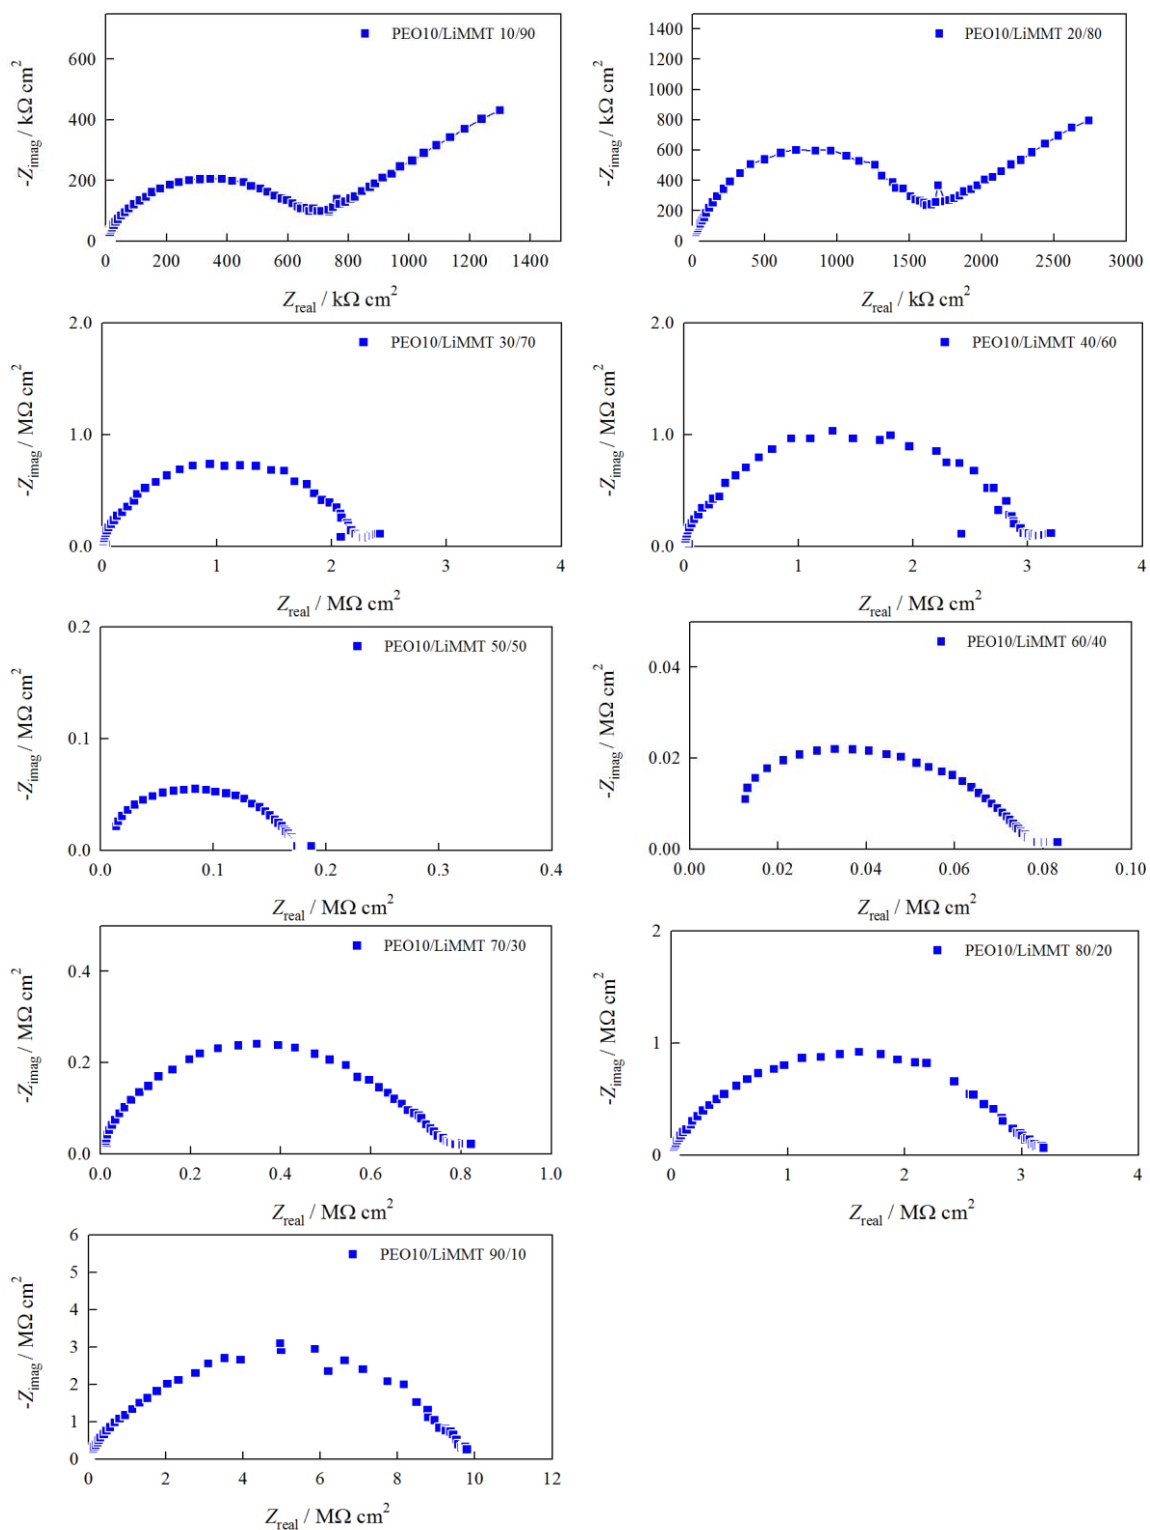 PEO10/LiMMT 10/90
-Zimag / kΩ cm2
600
400
200
0
0 200 400 600 800 1000 1200 1400
Zreal / kΩ cm2
PEO10/LiMMT 20/80
-Zimag / kΩ cm2
1400
1200
1000
800
600
400
200
0
0 500 1000 1500 2000 2500 3000
Zreal / kΩ cm2
PEO10/LiMMT 30/70
-Zimag / MΩ cm2
2.0
1.0
0.0
0 1 2 3 4
Zreal / MΩ cm2
PEO10/LiMMT 40/60
-Zimag / MΩ cm2
2.0
1.0
0.0
0 1 2 3 4
Zreal / MΩ cm2
PEO10/LiMMT 50/50
-Zimag / MΩ cm2
0.2
0.1
0.0
0.0 0.1 0.2 0.3 0.4
Zreal / MΩ cm2
PEO10/LiMMT 60/40
-Zimag / MΩ cm2
0.04
0.02
0.00
0.00 0.02 0.04 0.06 0.08 0.10
Zreal / MΩ cm2
PEO10/LiMMT 70/30
-Zimag / MΩ cm2
0.4
0.2
0.0
0.0 0.2 0.4 0.6 0.8 1.0
Zreal / MΩ cm2
PEO10/LiMMT 80/20
-Zimag / MΩ cm2
2
1
0
0 1 2 3 4
Zreal / MΩ cm2
PEO10/LiMMT 90/10
-Zimag / MΩ cm2
6
5
4
3
2
1
0
0 2 4 6 8 10 12
Zreal / MΩ cm2